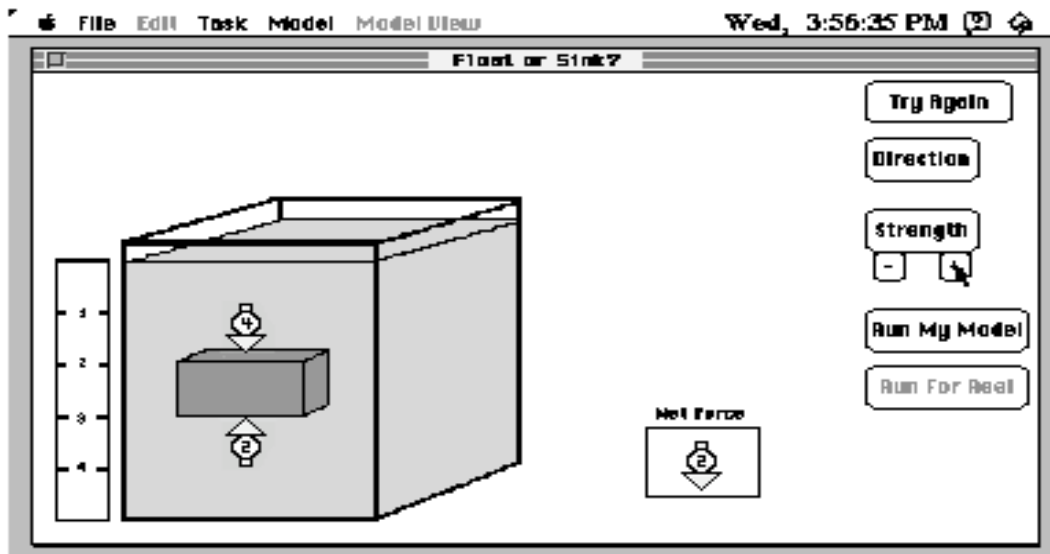 File Edit Task Model Model View Wed, 3:56:35 PM
Float or Sink?
Try Again
Direction
Strength
- +
1
2
3
4
4
2
Run My Model
Run For Real
Net Force
2